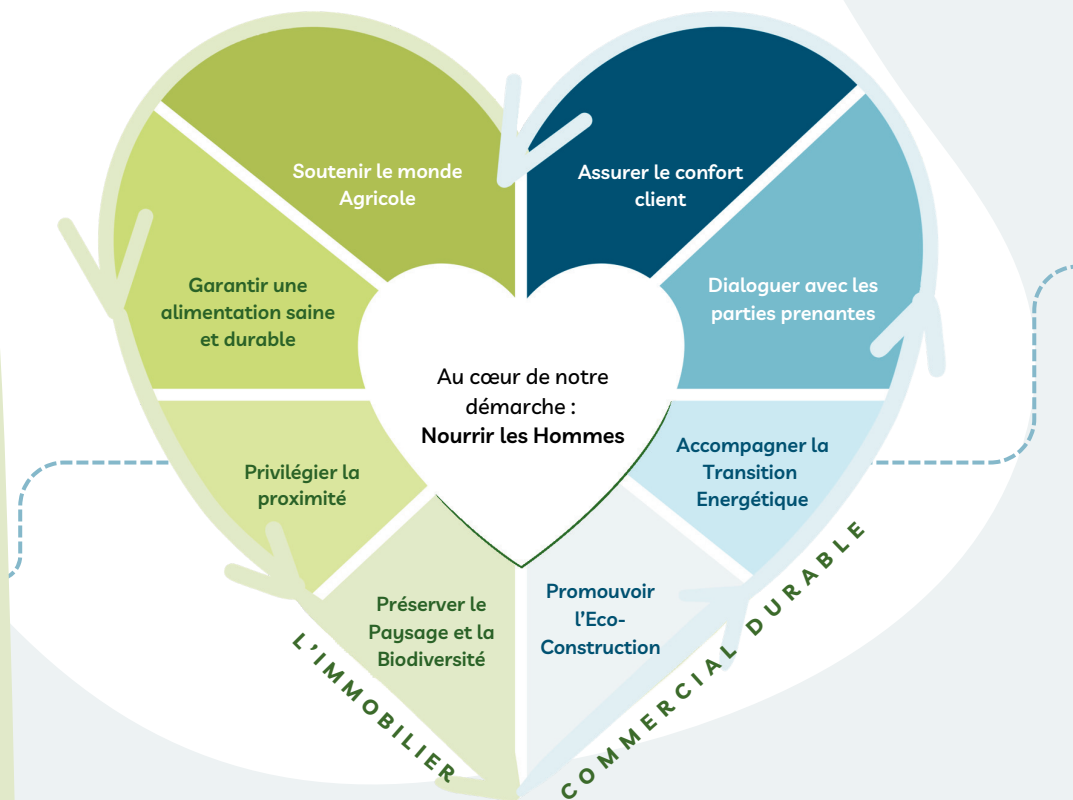 Soutenir le monde
Agricole
Assurer le confort
client
Garantir une
alimentation saine
et durable
Dialoguer avec les
parties prenantes
Au cœur de notre
démarche :
Nourrir les Hommes
Privilégier la
proximité
Accompagner la
Transition
Energétique
Préserver le
Paysage et la
Biodiversité
Promouvoir
l’Eco-
Construction
L’IMMOBILIER
COMMERCIAL DURABLE